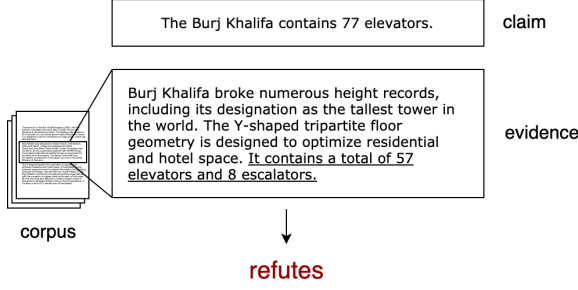 The Burj Khalifa contains 77 elevators.
claim
Burj Khalifa broke numerous height records,
including its designation as the tallest tower in
the world. The Y-shaped tripartite floor
geometry is designed to optimize residential
and hotel space. It contains a total of 57
elevators and 8 escalators.
evidence
corpus
refutes